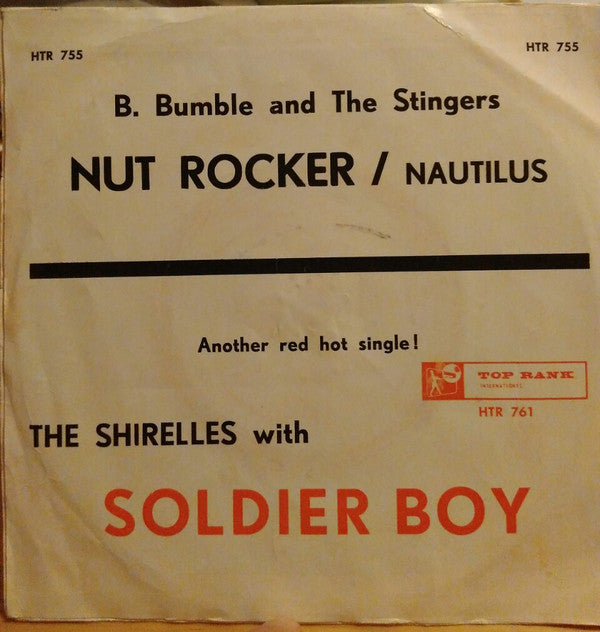 HTR 755 HTR 755
B. Bumble and The Stingers
NUT ROCKER / NAUTILUS
Another red hot single!
TOP RANK
INTERNATIONAL
HTR 761
THE SHIRELLES with
SOLDIER BOY